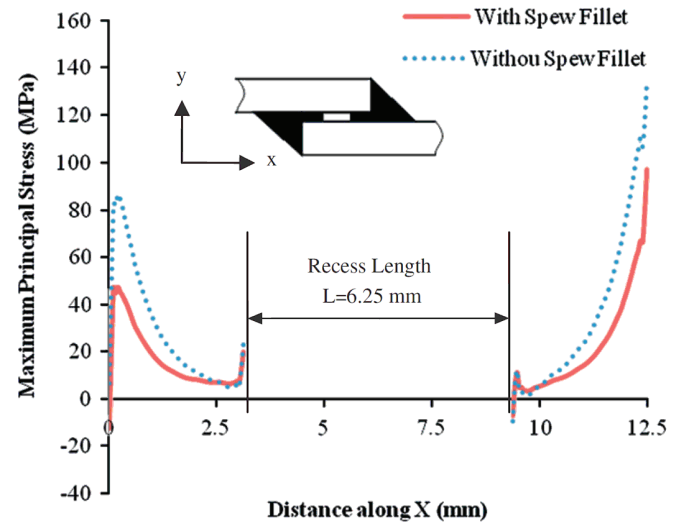 With Spew Fillet
Withou Spew Fillet
Maximum Principal Stress (MPa)
160
140
120
100
80
60
40
20
0
-20
-40
y
x
Recess Length
L=6.25 mm
0
2.5
5
7.5
10
12.5
Distance along X (mm)